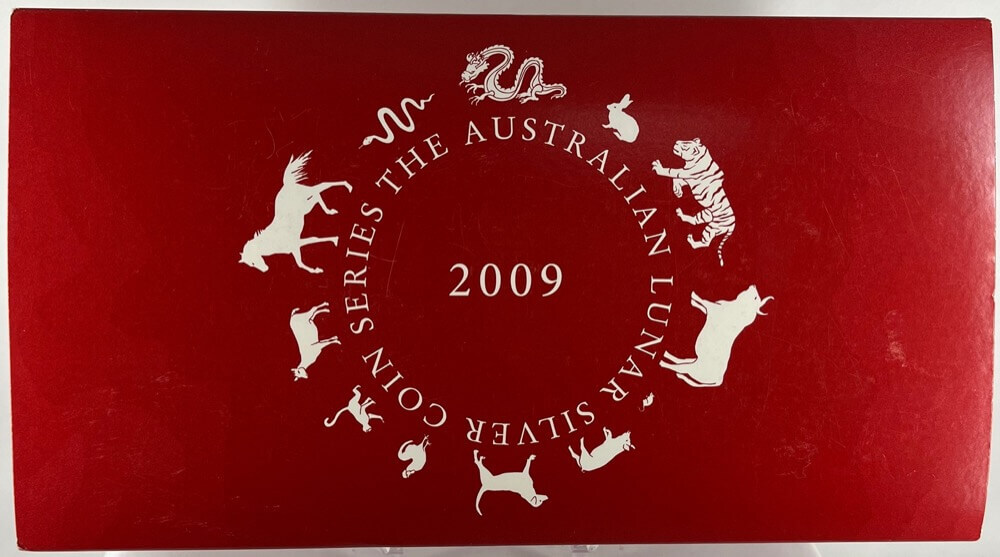 THE AUSTRALIAN LUNAR SILVER COIN SERIES
2009